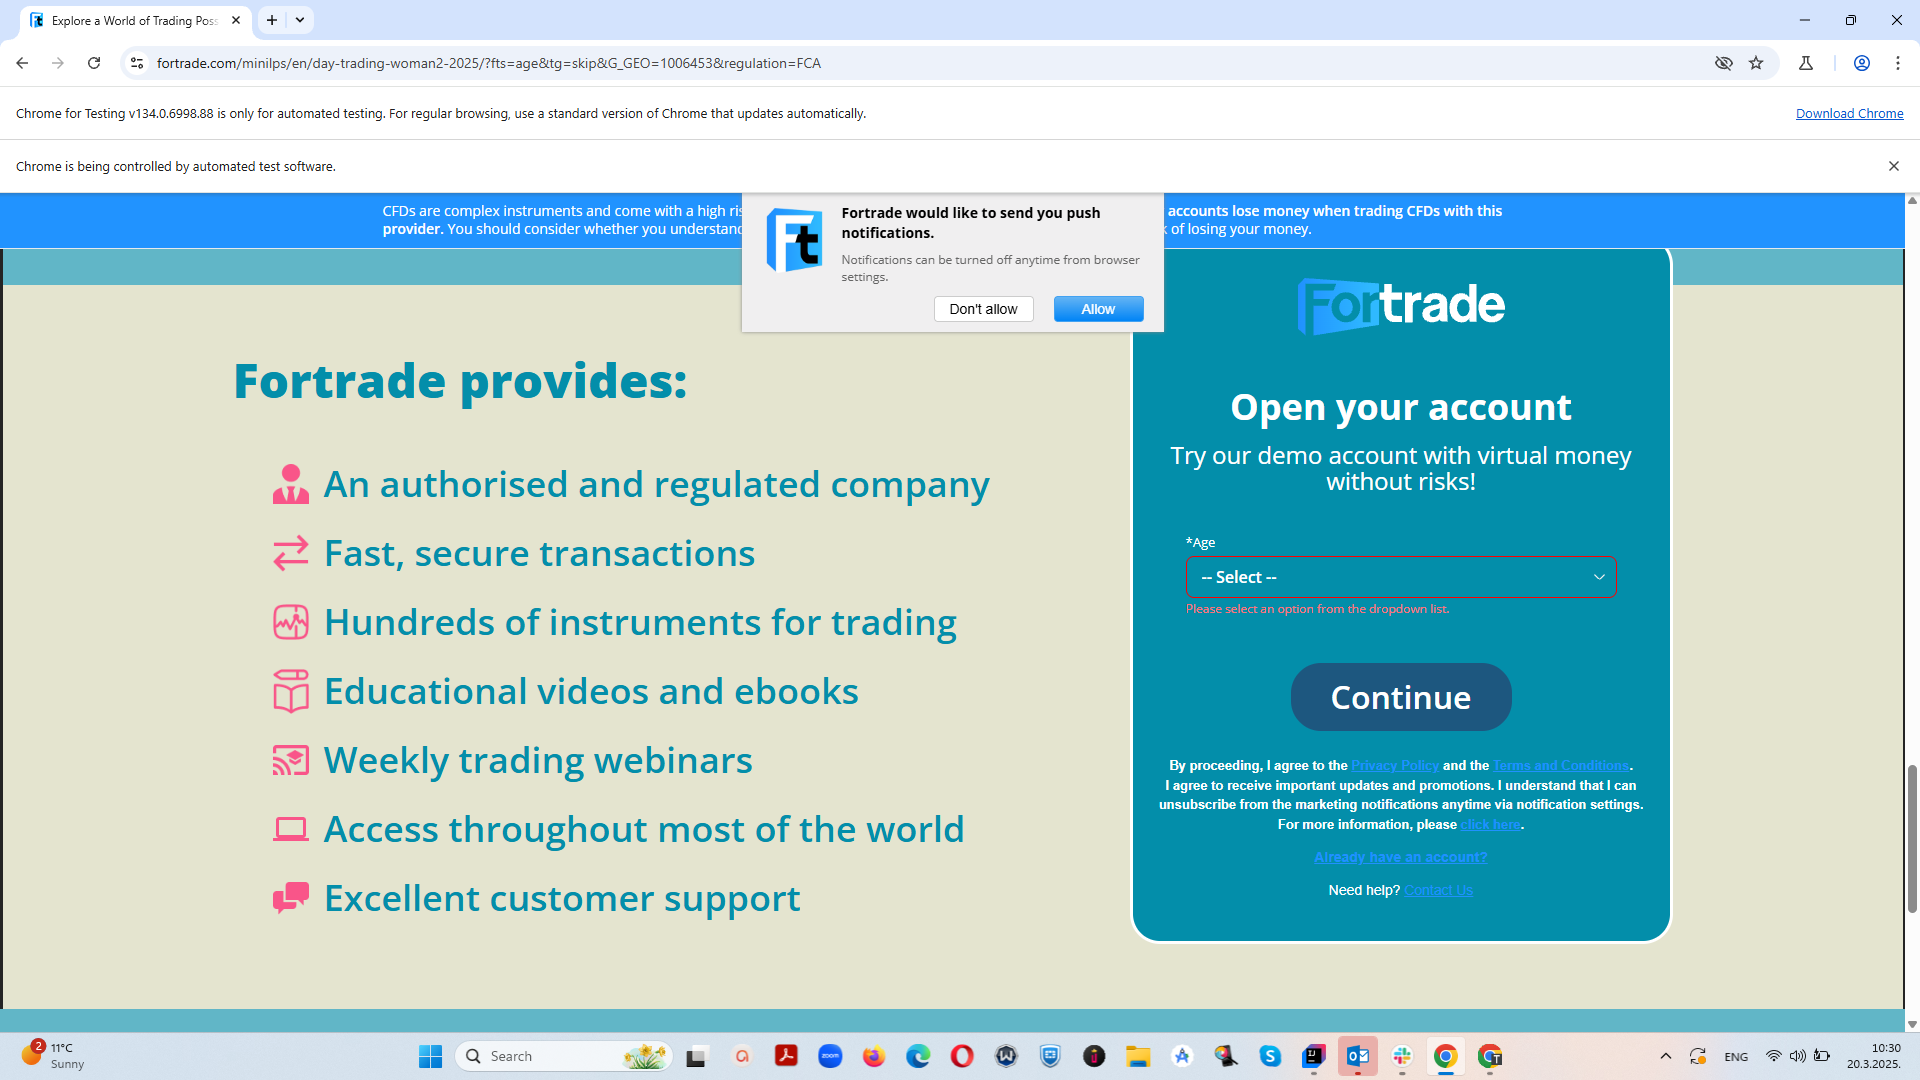 Explore a World of Trading Poss
fortrade.com/minilps/en/day-trading-woman2-2025/?fts=age&tg=skip&G_GEO=1006453&regulation=FCA
Chrome for Testing v134.0.6998.88 is only for automated testing. For regular browsing, use a standard version of Chrome that updates automatically.
Download Chrome
Chrome is being controlled by automated test software.
CFDs are complex instruments and come with a high ris
accounts lose money when trading CFDs with this
provider. You should consider whether you understand
of losing your money.
Fortrade would like to send you push
notifications.
Notifications can be turned off anytime from browser
settings.
Don't allow
Allow
Fortrade provides:
An authorised and regulated company
Fast, secure transactions
Hundreds of instruments for trading
Educational videos and ebooks
Weekly trading webinars
Access throughout most of the world
Excellent customer support
Fortrade
Open your account
Try our demo account with virtual money
without risks!
*Age
-- Select --
Please select an option from the dropdown list.
Continue
By proceeding, I agree to the Privacy Policy and the Terms and Conditions.
I agree to receive important updates and promotions. I understand that I can
unsubscribe from the marketing notifications anytime via notification settings.
For more information, please click here.
Already have an account?
Need help? Contact Us
2
11°C
Sunny
Search
zoom
ENG
10:30
20.3.2025.